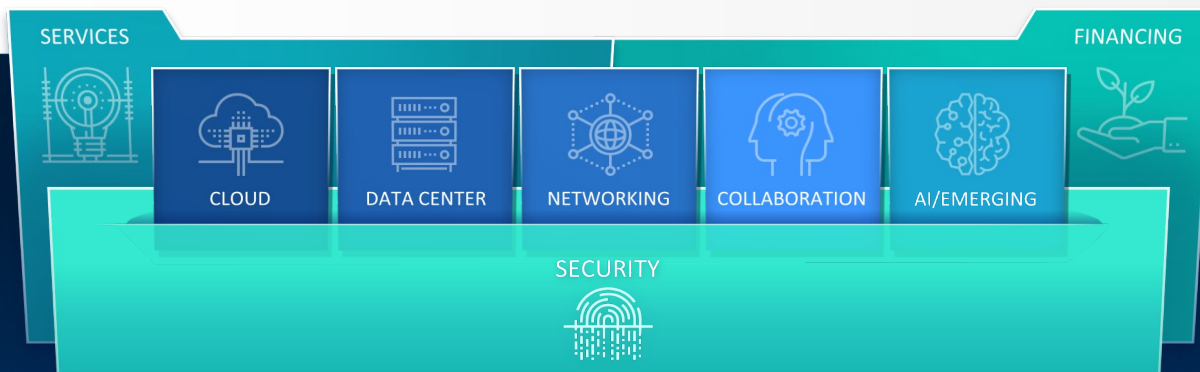 SERVICES
FINANCING
CLOUD
DATA CENTER
NETWORKING
COLLABORATION
AI/EMERGING
SECURITY